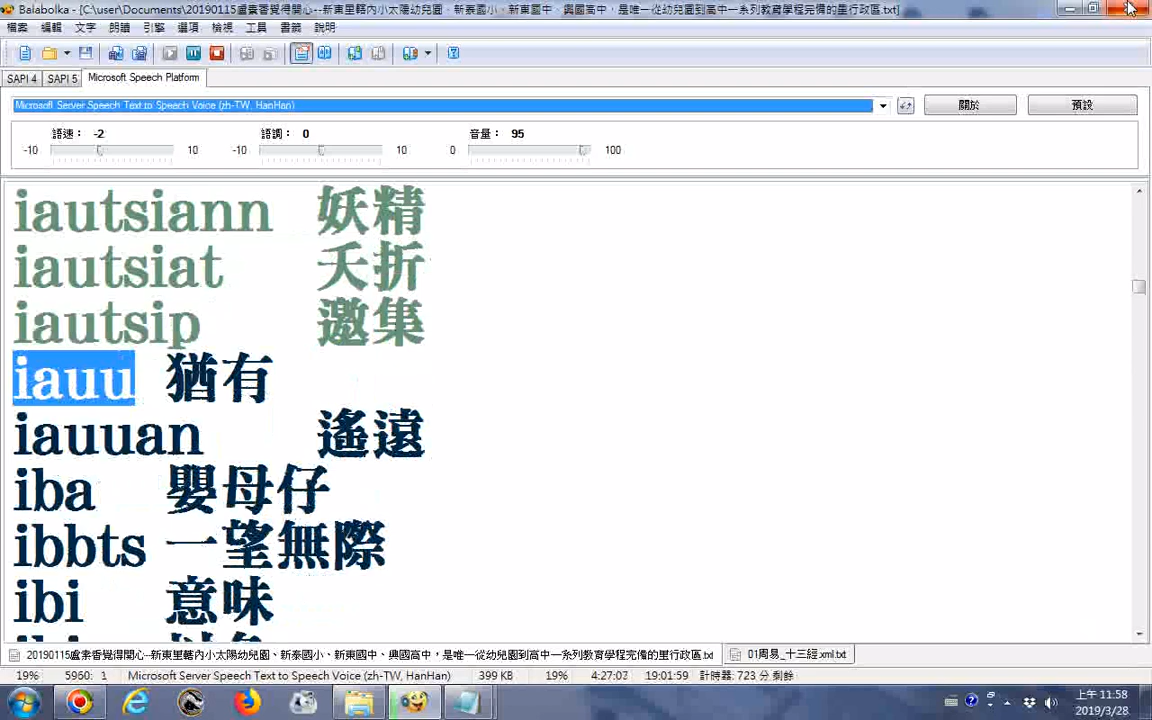 Balabolka - [C:\user\Documents\20190115盧素香覺得開心--新東里轄內小太陽幼兒園、新泰國小、新東國中、興國高中，是唯一從幼兒園到高中一系列教育學程完備的里行政區.txt]
檔案 編輯 文字 朗讀 引擎 選項 檢視 工具 書籤 說明
SAPI 4 SAPI 5 Microsoft Speech Platform
Microsoft Server Speech Text to Speech Voice (zh-TW, HanHan) 關於 預設
語速： -2 語調： 0 音量： 95
-10 10 -10 10 0 100
iautsiann 妖精
iautsiat 夭折
iautsip 邀集
iauu 猶有
iauuan 遙遠
iba 嬰母仔
ibbts 一望無際
ibi 意味
20190115盧素香覺得開心--新東里轄內小太陽幼兒園、新泰國小、新東國中、興國高中，是唯一從幼兒園到高中一系列教育學程完備的里行政區.txt 01周易_十三經.xml.txt
19% 5960: 1 Microsoft Server Speech Text to Speech Voice (zh-TW, HanHan) 399 KB 19% 4:27:07 19:01:59 計時器: 723 分 剩餘
上午 11:58
2019/3/28